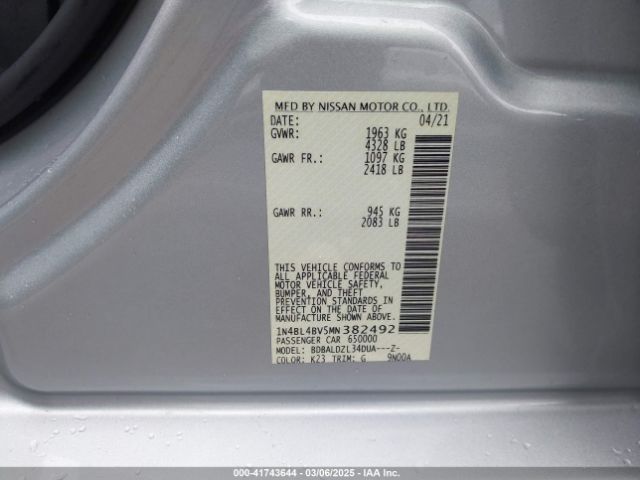 MFD BY NISSAN MOTOR CO., LTD.
DATE: 04/21
GVWR: 1963 KG
4328 LB
GAWR FR.: 1097 KG
2418 LB
GAWR RR.: 945 KG
2083 LB
THIS VEHICLE CONFORMS TO
ALL APPLICABLE FEDERAL
MOTOR VEHICLE SAFETY,
BUMPER, AND THEFT
PREVENTION STANDARDS IN
EFFECT ON THE DATE OF
MANUFACTURE SHOWN ABOVE.
1N4BL4BV5MN382492
PASSENGER CAR 650000
MODEL: BDBALDZL34DUA---Z-
COLOR: K23 TRIM: G 9N00A
000-41743644 | 03/06/2025 - IAA Inc.